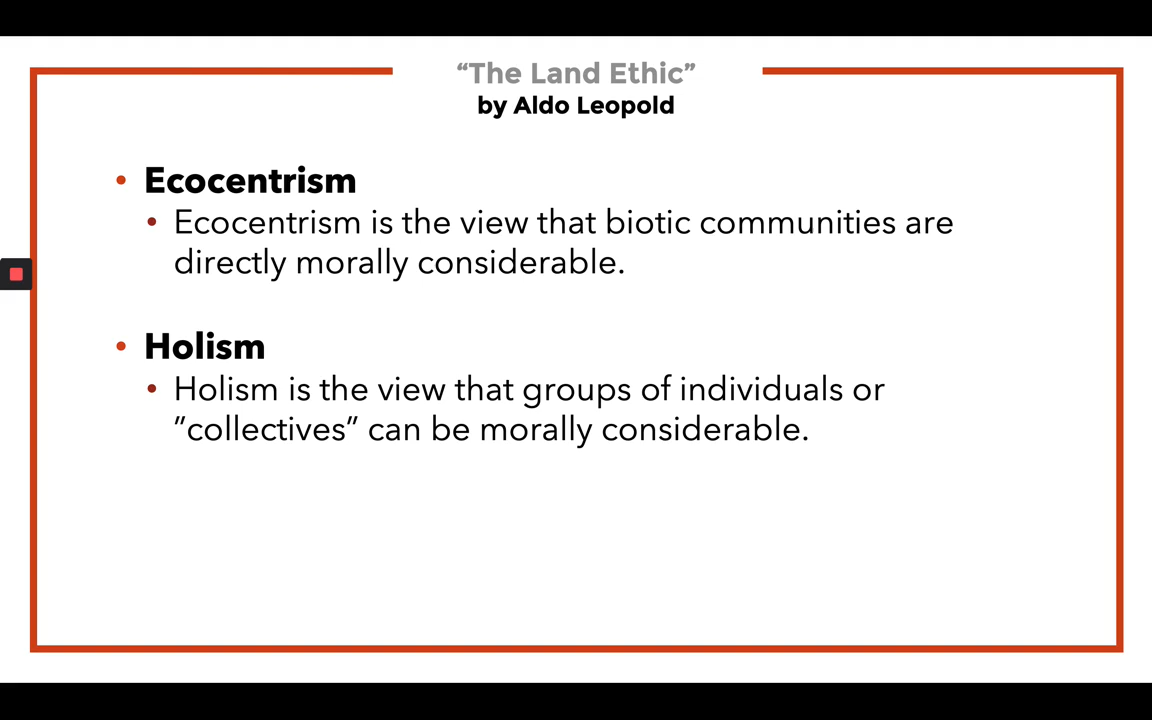 “The Land Ethic”
by Aldo Leopold
• Ecocentrism
• Ecocentrism is the view that biotic communities are
directly morally considerable.
• Holism
• Holism is the view that groups of individuals or
”collectives” can be morally considerable.